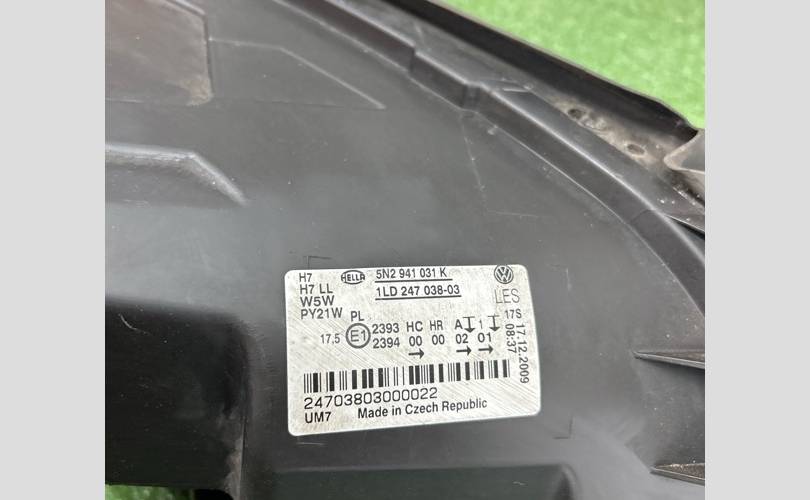 H7 HELLA 5N2 941 031 K
H7 LL 1LD 247 038-03 LES
W5W
PY21W PL
17.5 E1 2393 HC HR A 1 17S
2394 00 00 02 01
17.12.2009
08:37
24703803000022
UM7 Made in Czech Republic